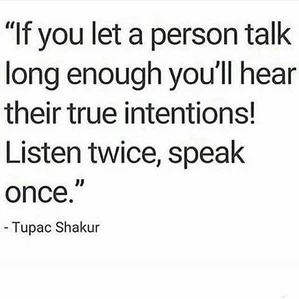 “If you let a person talk
long enough you’ll hear
their true intentions!
Listen twice, speak
once.”
- Tupac Shakur